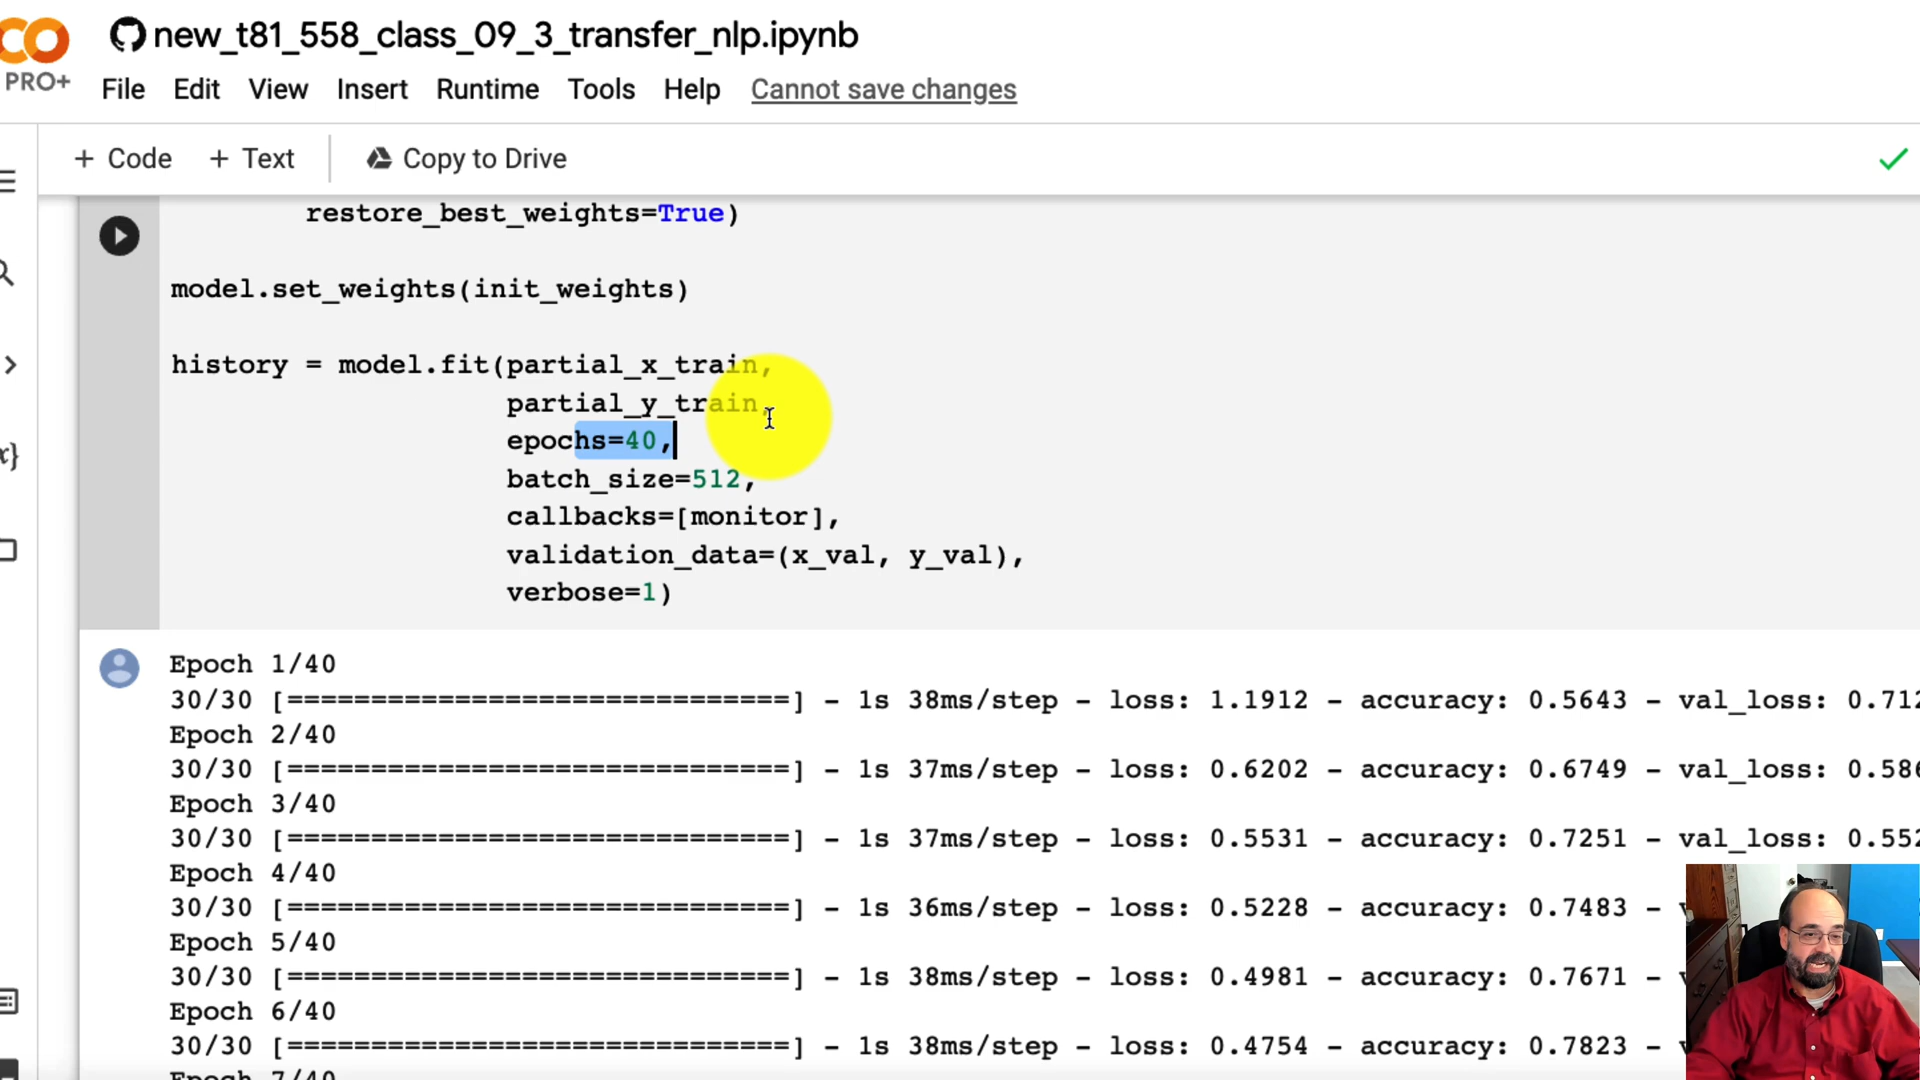 new_t81_558_class_09_3_transfer_nlp.ipynb
PRO+
File Edit View Insert Runtime Tools Help Cannot save changes
+ Code + Text Copy to Drive
restore_best_weights=True)
model.set_weights(init_weights)
history = model.fit(partial_x_train,
partial_y_train,
epochs=40,
batch_size=512,
callbacks=[monitor],
validation_data=(x_val, y_val),
verbose=1)
Epoch 1/40
30/30 [==============================] - 1s 38ms/step - loss: 1.1912 - accuracy: 0.5643 - val_loss: 0.712
Epoch 2/40
30/30 [==============================] - 1s 37ms/step - loss: 0.6202 - accuracy: 0.6749 - val_loss: 0.586
Epoch 3/40
30/30 [==============================] - 1s 37ms/step - loss: 0.5531 - accuracy: 0.7251 - val_loss: 0.552
Epoch 4/40
30/30 [==============================] - 1s 36ms/step - loss: 0.5228 - accuracy: 0.7483 -
Epoch 5/40
30/30 [==============================] - 1s 38ms/step - loss: 0.4981 - accuracy: 0.7671 -
Epoch 6/40
30/30 [==============================] - 1s 38ms/step - loss: 0.4754 - accuracy: 0.7823 -
Epoch 7/40